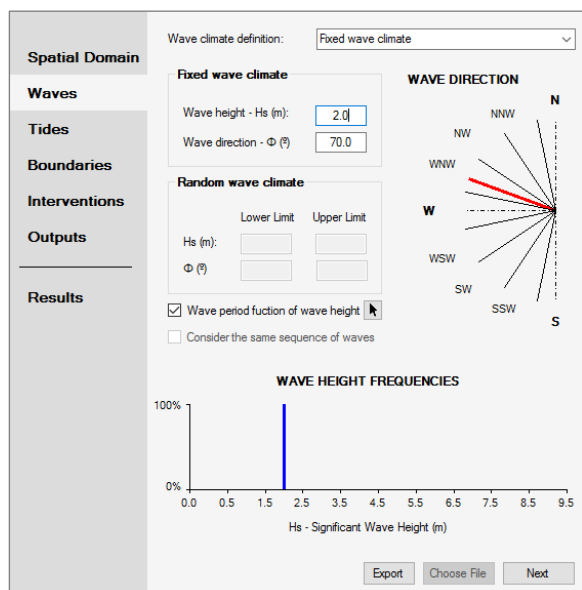 Wave climate definition: Fixed wave climate
Spatial Domain
Waves
Tides
Boundaries
Interventions
Outputs
Results
Fixed wave climate
Wave height - Hs (m): 2.0
Wave direction - Φ (º) 70.0
Random wave climate
Lower Limit Upper Limit
Hs (m):
Φ (º)
Wave period fuction of wave height
Consider the same sequence of waves
WAVE DIRECTION
N
NNW
NW
WNW
W
WSW
SW
SSW
S
WAVE HEIGHT FREQUENCIES
100%
0%
0.0 0.5 1.5 2.5 3.5 4.5 5.5 6.5 7.5 8.5 9.5
Hs - Significant Wave Height (m)
Export Choose File Next